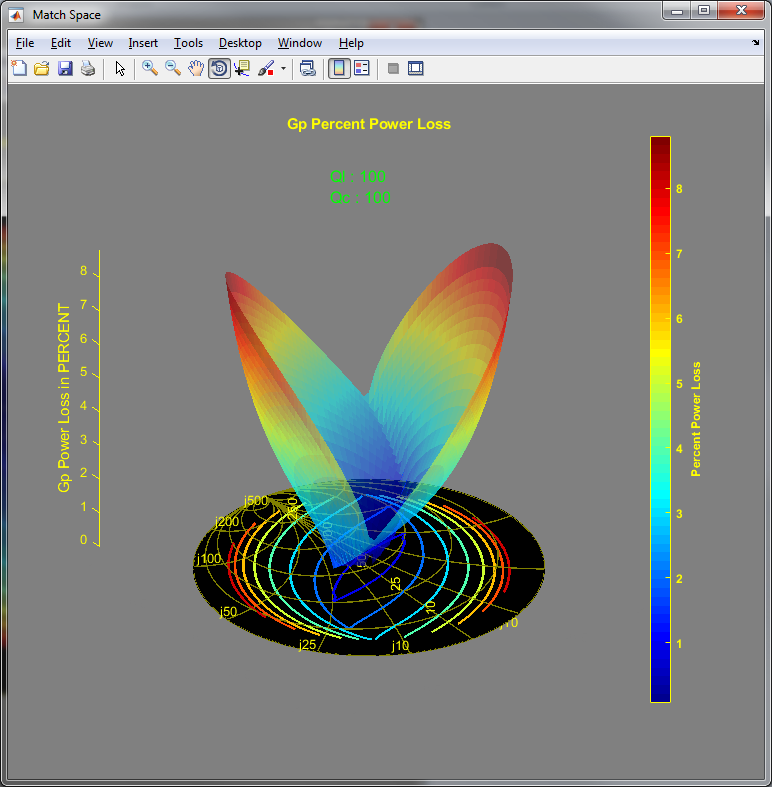 Match Space
File Edit View Insert Tools Desktop Window Help
Gp Percent Power Loss
Ql : 100
Qc : 100
8
7
6
5
4
3
2
1
0
Gp Power Loss in PERCENT
8
7
6
5
4
3
2
1
Percent Power Loss
j500
250
j200
100
j100
50
25
10
j50
j10
j25
j10